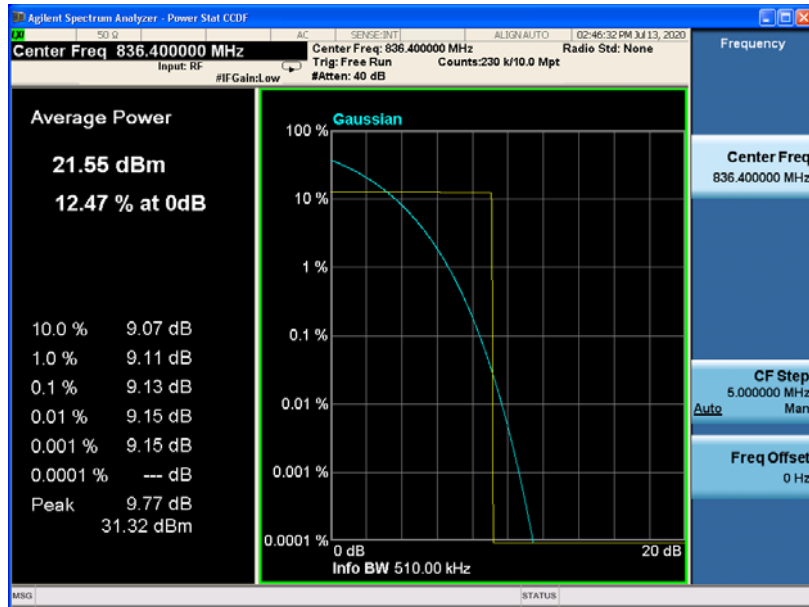 Agilent Spectrum Analyzer - Power Stat CCDF
50 Ω AC SENSE:INT ALIGN AUTO 02:46:32 PM Jul 13, 2020
Center Freq 836.400000 MHz
Input: RF
#IFGain:Low
Center Freq: 836.400000 MHz Radio Std: None
Trig: Free Run Counts:230 k/10.0 Mpt
#Atten: 40 dB
Frequency
Average Power
21.55 dBm
12.47 % at 0dB
10.0 % 9.07 dB
1.0 % 9.11 dB
0.1 % 9.13 dB
0.01 % 9.15 dB
0.001 % 9.15 dB
0.0001 % --- dB
Peak 9.77 dB
31.32 dBm
Gaussian
100 %
10 %
1 %
0.1 %
0.01 %
0.001 %
0.0001 %
0 dB 20 dB
Info BW 510.00 kHz
Center Freq
836.400000 MHz
CF Step
5.000000 MHz
Auto Man
Freq Offset
0 Hz
MSG STATUS